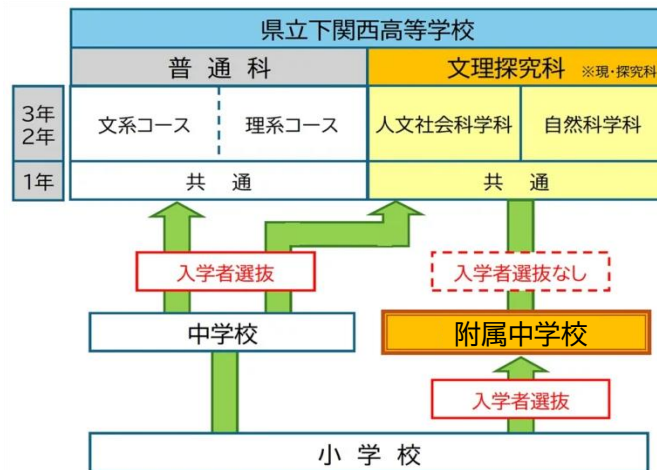 県立下関西高等学校
普通科
文理探究科 ※現・探究科
3年
2年
文系コース
理系コース
人文社会科学科
自然科学科
1年
共通
共通
入学者選抜
入学者選抜なし
中学校
附属中学校
入学者選抜
小学校